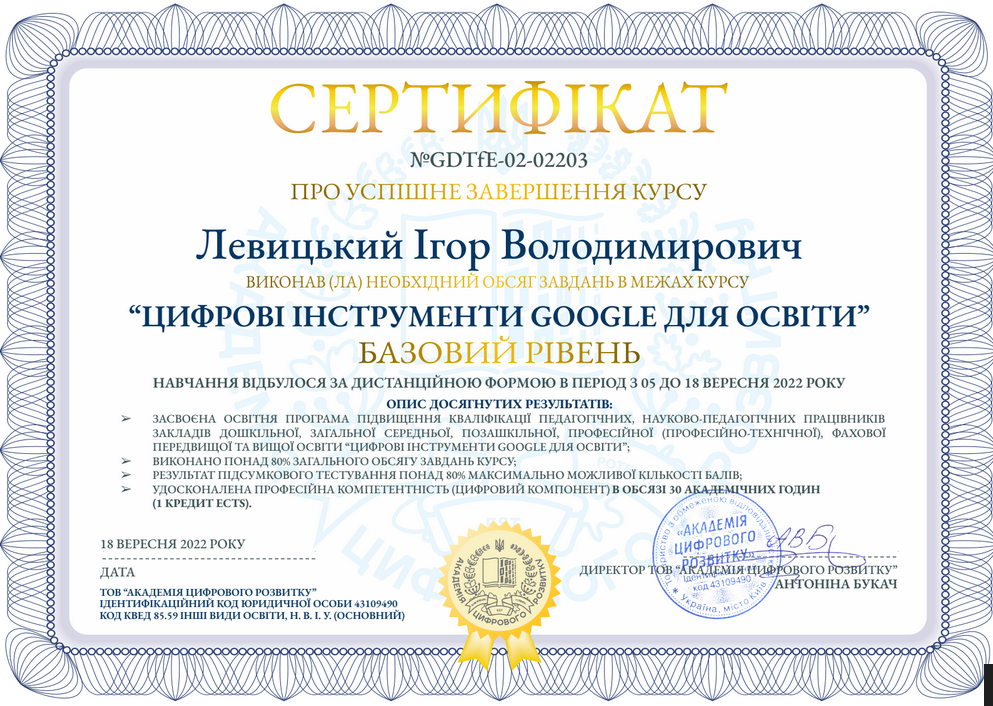 СЕРТИФІКАТ
№GDTfE-02-02203
ПРО УСПІШНЕ ЗАВЕРШЕННЯ КУРСУ
Левицький Ігор Володимирович
ВИКОНАВ (ЛА) НЕОБХІДНИЙ ОБСЯГ ЗАВДАНЬ В МЕЖАХ КУРСУ
“ЦИФРОВІ ІНСТРУМЕНТИ GOOGLE ДЛЯ ОСВІТИ”
БАЗОВИЙ РІВЕНЬ
НАВЧАННЯ ВІДБУЛОСЯ ЗА ДИСТАНЦІЙНОЮ ФОРМОЮ В ПЕРІОД З 05 ДО 18 ВЕРЕСНЯ 2022 РОКУ
ОПИС ДОСЯГНУТИХ РЕЗУЛЬТАТІВ:
➢ ЗАСВОЄНА ОСВІТНЯ ПРОГРАМА ПІДВИЩЕННЯ КВАЛІФІКАЦІЇ ПЕДАГОГІЧНИХ, НАУКОВО-ПЕДАГОГІЧНИХ ПРАЦІВНИКІВ
ЗАКЛАДІВ ДОШКІЛЬНОЇ, ЗАГАЛЬНОЇ СЕРЕДНЬОЇ, ПОЗАШКІЛЬНОЇ, ПРОФЕСІЙНОЇ (ПРОФЕСІЙНО-ТЕХНІЧНОЇ), ФАХОВОЇ
ПЕРЕДВИЩОЇ ТА ВИЩОЇ ОСВІТИ “ЦИФРОВІ ІНСТРУМЕНТИ GOOGLE ДЛЯ ОСВІТИ”;
➢ ВИКОНАНО ПОНАД 80% ЗАГАЛЬНОГО ОБСЯГУ ЗАВДАНЬ КУРСУ;
➢ РЕЗУЛЬТАТ ПІДСУМКОВОГО ТЕСТУВАННЯ ПОНАД 80% МАКСИМАЛЬНО МОЖЛИВОЇ КІЛЬКОСТІ БАЛІВ;
➢ УДОСКОНАЛЕНА ПРОФЕСІЙНА КОМПЕТЕНТНІСТЬ (ЦИФРОВИЙ КОМПОНЕНТ) В ОБСЯЗІ 30 АКАДЕМІЧНИХ ГОДИН
(1 КРЕДИТ ECTS).
18 ВЕРЕСНЯ 2022 РОКУ
ДАТА
ТОВ “АКАДЕМІЯ ЦИФРОВОГО РОЗВИТКУ”
ІДЕНТИФІКАЦІЙНИЙ КОД ЮРИДИЧНОЇ ОСОБИ 43109490
КОД КВЕД 85.59 ІНШІ ВИДИ ОСВІТИ, Н. В. І. У. (ОСНОВНИЙ)
АКАДЕМІЯ ЦИФРОВОГО РОЗВИТКУ
Товариство з обмеженою відповідальністю
“АКАДЕМІЯ
ЦИФРОВОГО
РОЗВИТКУ”
код 43109490
Україна, місто Київ
ДИРЕКТОР ТОВ “АКАДЕМІЯ ЦИФРОВОГО РОЗВИТКУ”
АНТОНІНА БУКАЧ